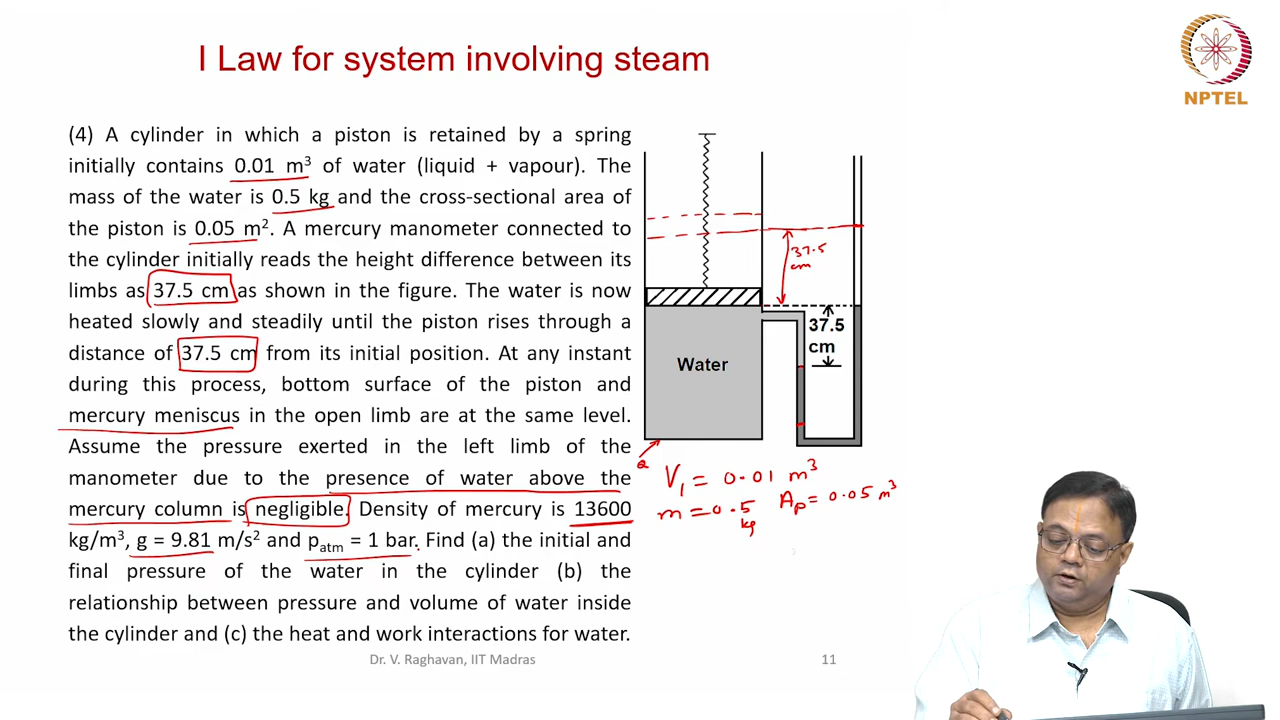 I Law for system involving steam
NPTEL
(4) A cylinder in which a piston is retained by a spring
initially contains 0.01 m³ of water (liquid + vapour). The
mass of the water is 0.5 kg and the cross-sectional area of
the piston is 0.05 m². A mercury manometer connected to
the cylinder initially reads the height difference between its
limbs as 37.5 cm as shown in the figure. The water is now
heated slowly and steadily until the piston rises through a
distance of 37.5 cm from its initial position. At any instant
during this process, bottom surface of the piston and
mercury meniscus in the open limb are at the same level.
Assume the pressure exerted in the left limb of the
manometer due to the presence of water above the
mercury column is negligible. Density of mercury is 13600
kg/m³, g = 9.81 m/s² and patm = 1 bar. Find (a) the initial and
final pressure of the water in the cylinder (b) the
relationship between pressure and volume of water inside
the cylinder and (c) the heat and work interactions for water.
37.5
cm
37.5
cm
Water
Q
V₁ = 0.01 m³
m = 0.5
kg
Ap = 0.05 m³
Dr. V. Raghavan, IIT Madras
11